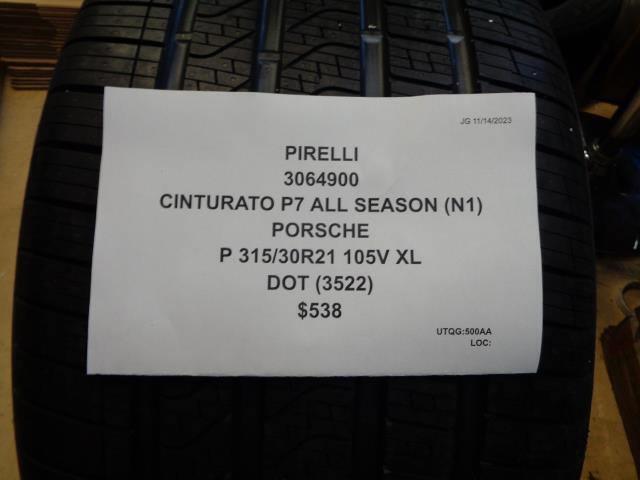 JG 11/14/2023
PIRELLI
3064900
CINTURATO P7 ALL SEASON (N1)
PORSCHE
P 315/30R21 105V XL
DOT (3522)
$538
UTQG:500AA
LOC: